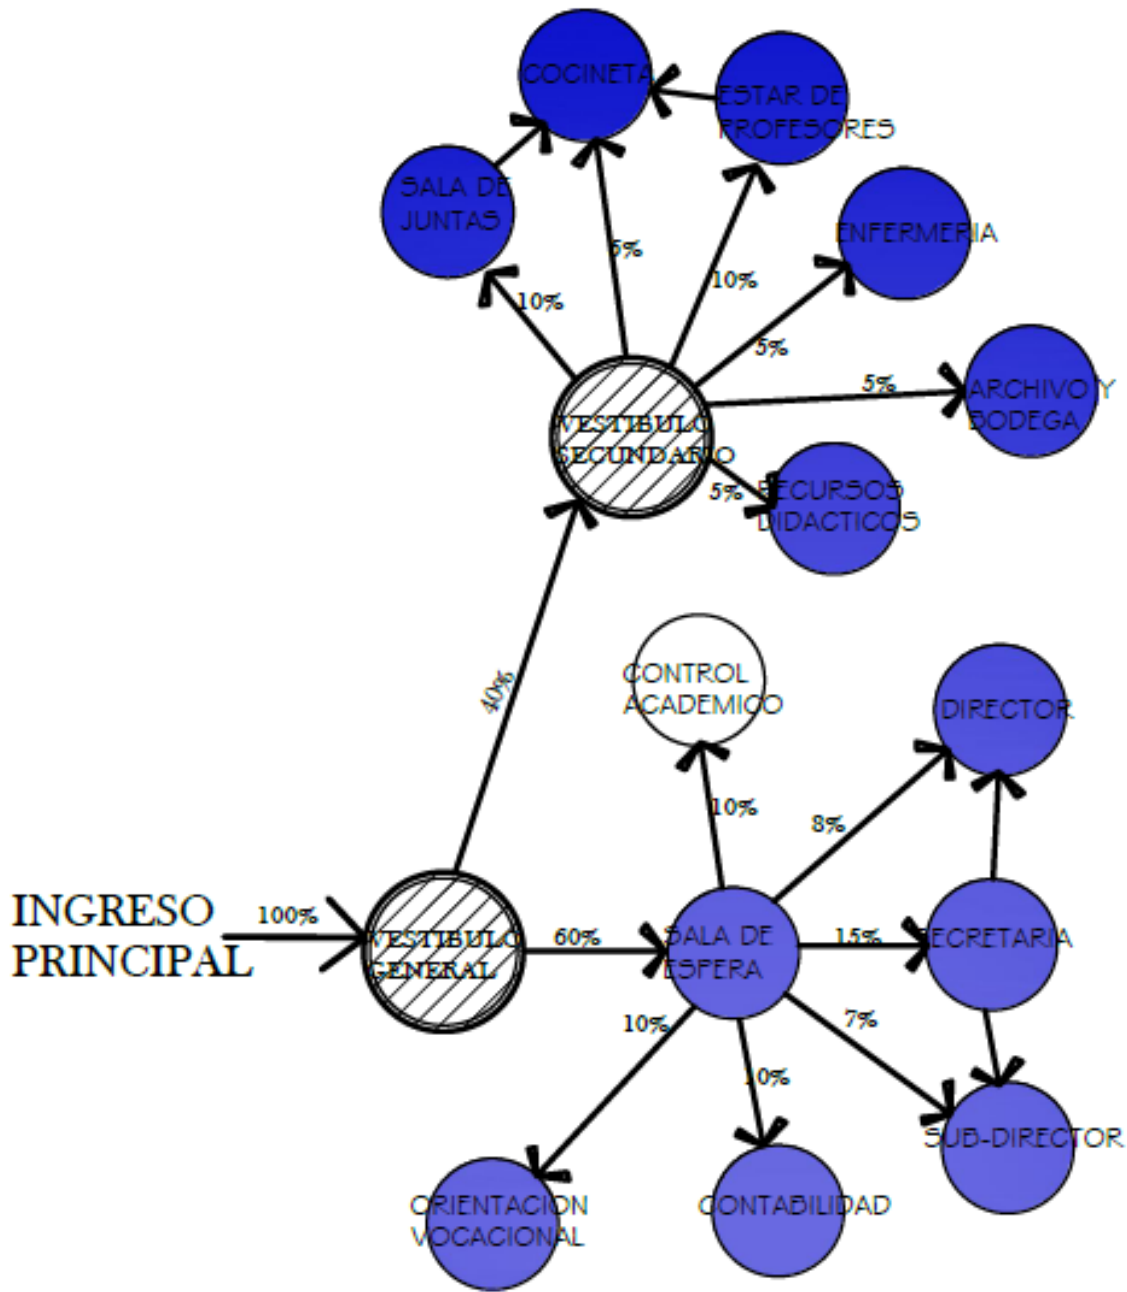 COCINETA
ESTAR DE
PROFESORES
SALA DE
JUNTAS
ENFERMERIA
5%
10%
10%
5%
5%
ARCHIVO Y
BODEGA
VESTIBULO
SECUNDARIO
5%
RECURSOS
DIDACTICOS
40%
CONTROL
ACADEMICO
DIRECTOR
10%
8%
INGRESO
PRINCIPAL
100%
VESTIBULO
GENERAL
60%
SALA DE
ESPERA
15%
SECRETARIA
10%
7%
10%
SUB-DIRECTOR
ORIENTACION
VOCACIONAL
CONTABILIDAD